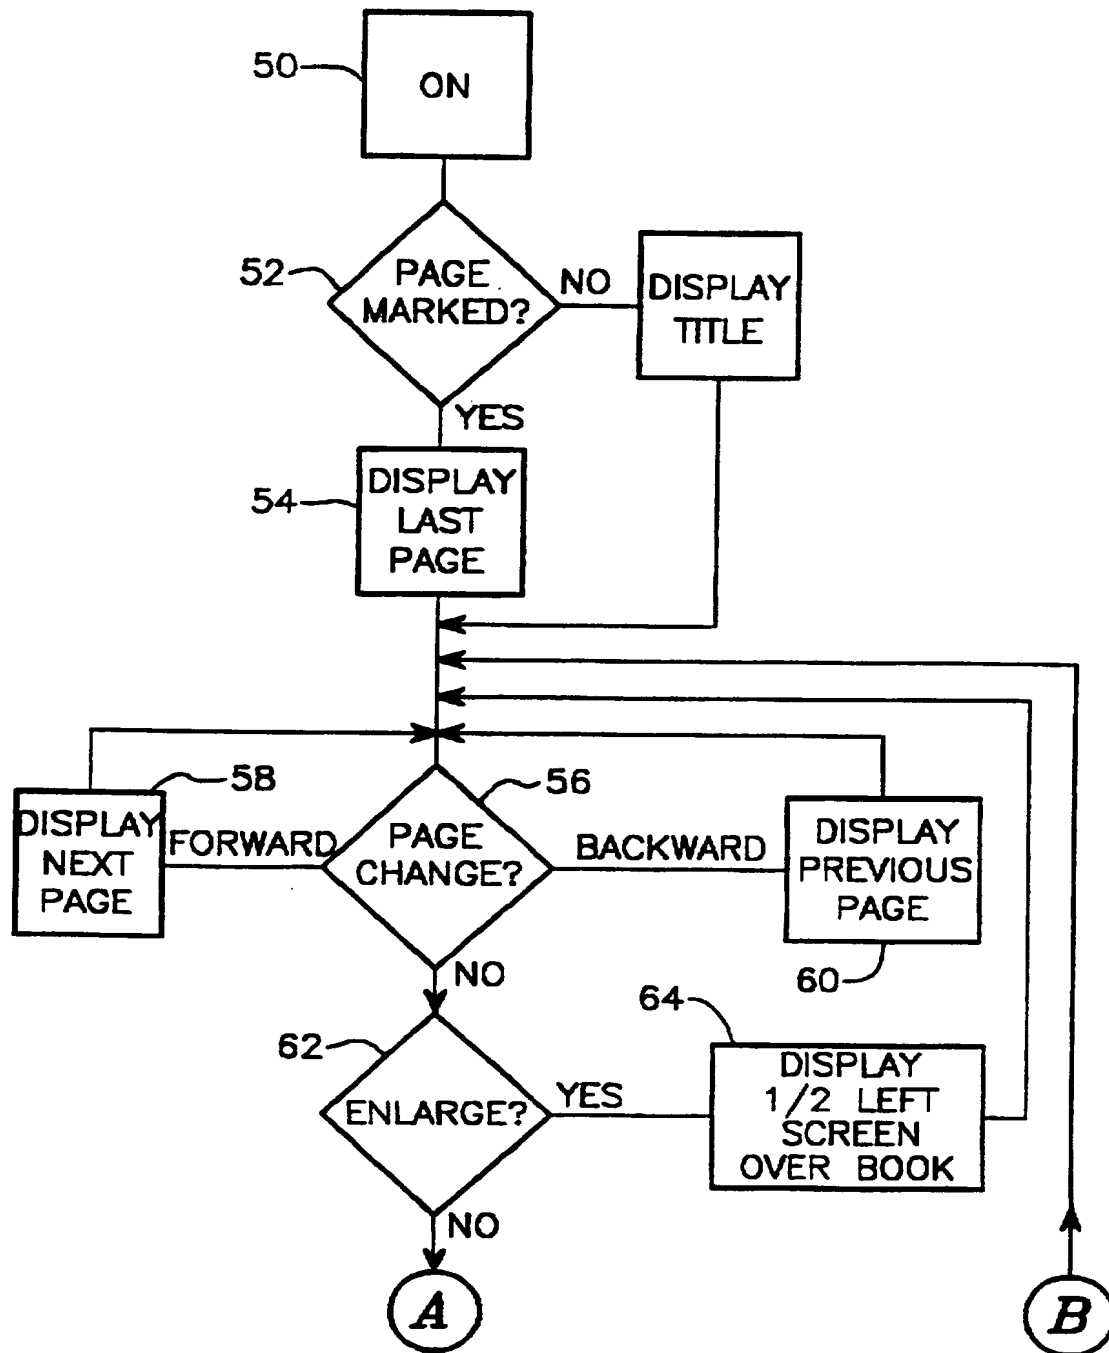 50
ON
52
PAGE
MARKED?
NO
DISPLAY
TITLE
YES
54
DISPLAY
LAST
PAGE
58
DISPLAY
NEXT
PAGE
FORWARD
56
PAGE
CHANGE?
BACKWARD
DISPLAY
PREVIOUS
PAGE
60
NO
62
ENLARGE?
YES
64
DISPLAY
1/2 LEFT
SCREEN
OVER BOOK
NO
A
B